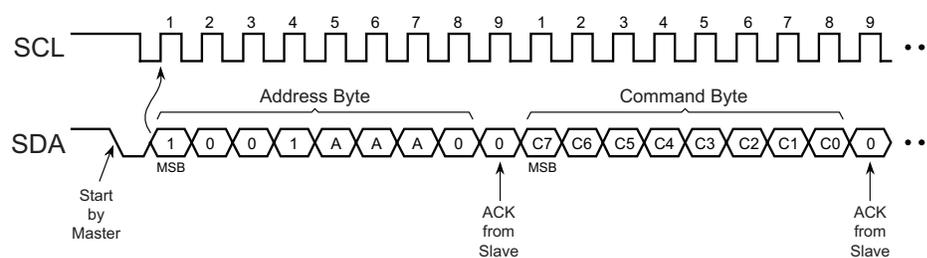 1 2 3 4 5 6 7 8 9 1 2 3 4 5 6 7 8 9
SCL
Address Byte
Command Byte
SDA
1 0 0 1 A A A 0 0 C7 C6 C5 C4 C3 C2 C1 C0 0
MSB
MSB
Start
by
Master
ACK
from
Slave
ACK
from
Slave